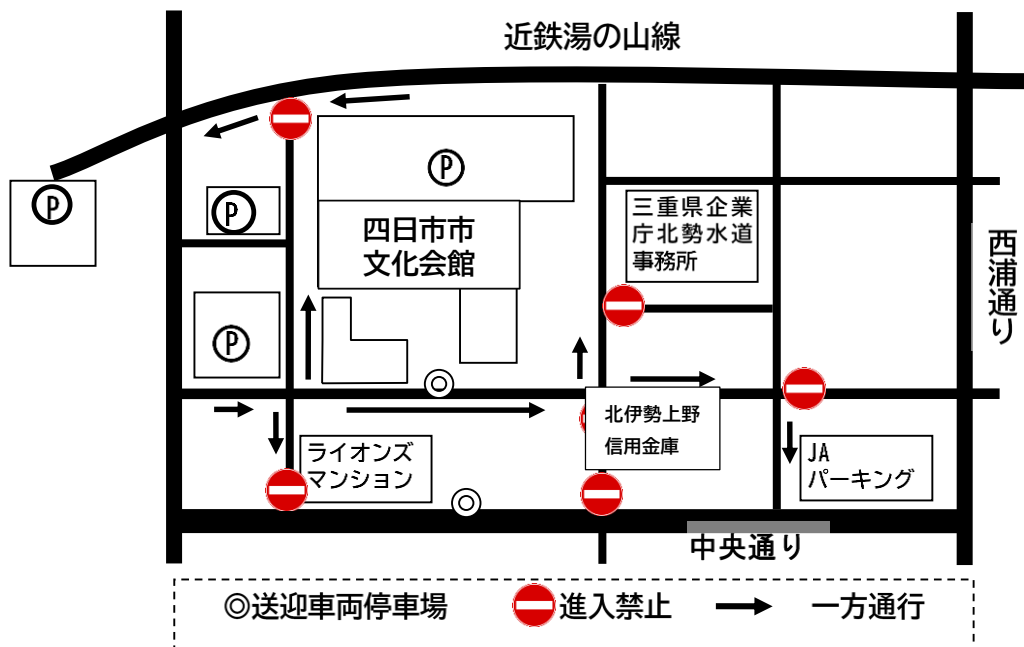 近鉄湯の山線
P
P
P
四日市市
文化会館
三重県企業
庁北勢水道
事務所
西浦通り
P
北伊勢上野
信用金庫
ライオンズ
マンション
JA
パーキング
中央通り
◎送迎車両停車場
進入禁止
一方通行